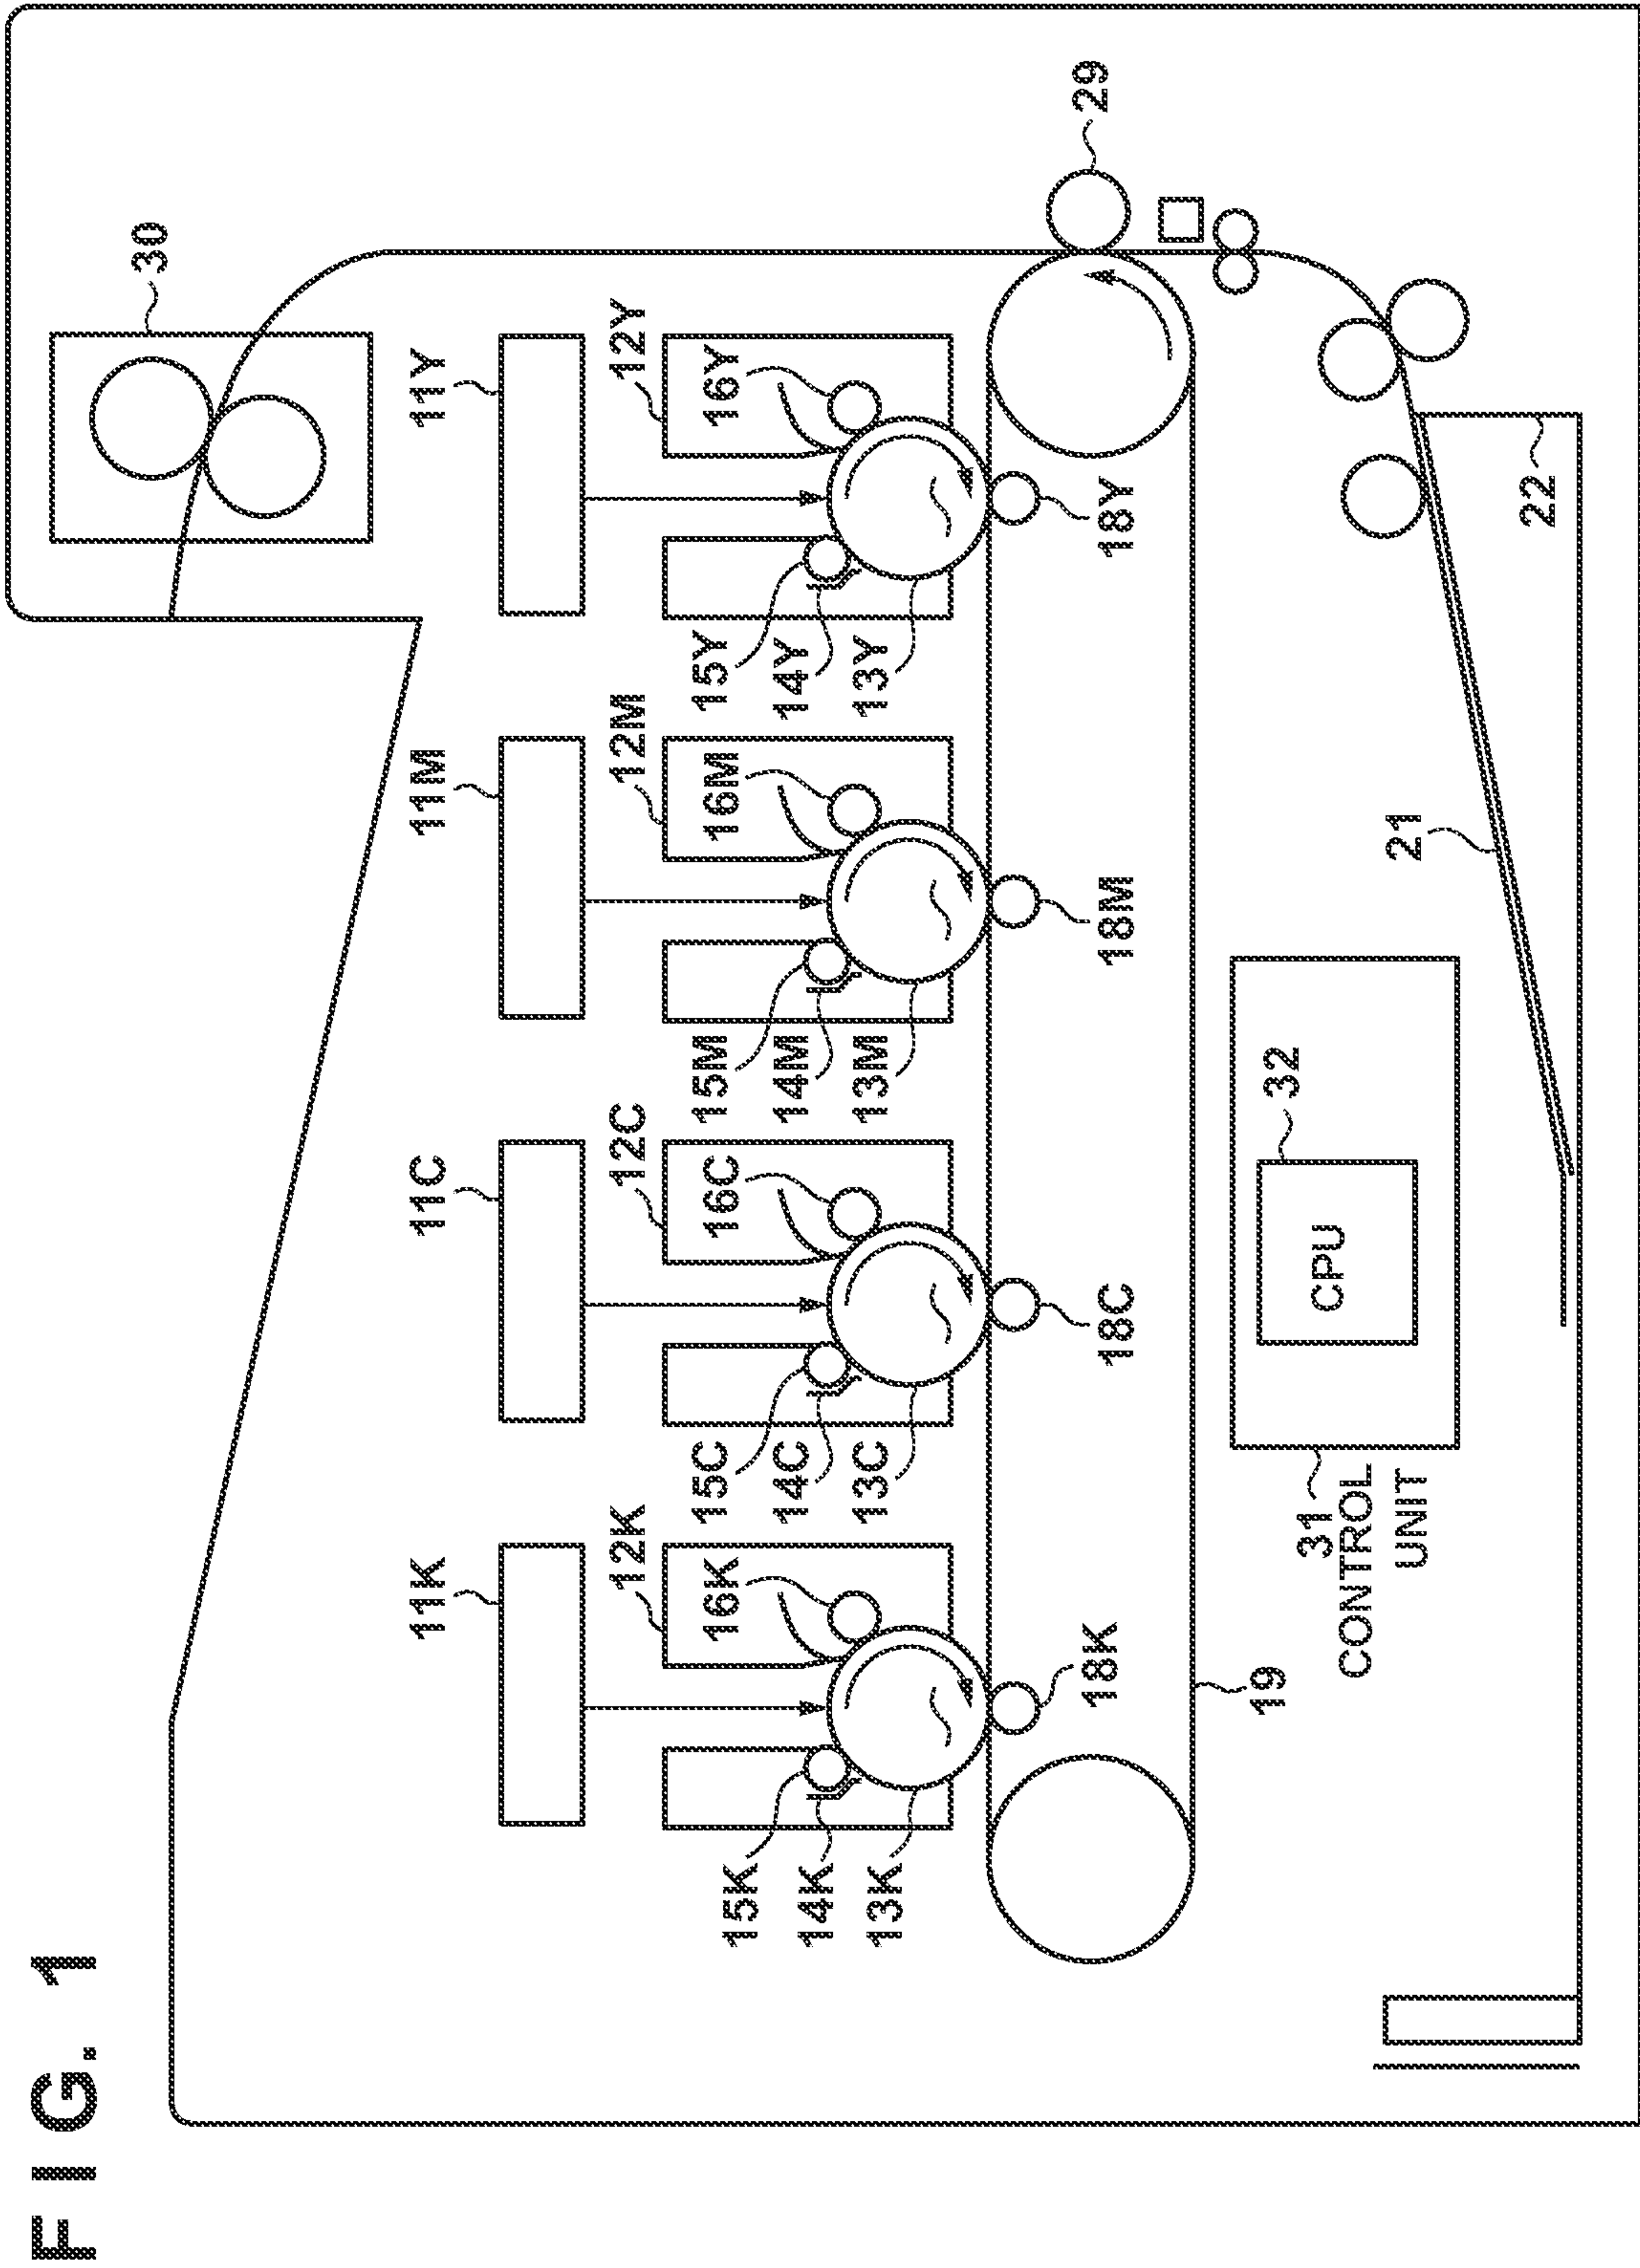 FIG. 1
30
11K
11C
11M
11Y
12K
12C
12M
12Y
16K
16C
16M
16Y
15K
15C
15M
15Y
14K
14C
14M
14Y
13K
13C
13M
13Y
29
18K
18C
18M
18Y
19
31
CONTROL
UNIT
32
CPU
21
22